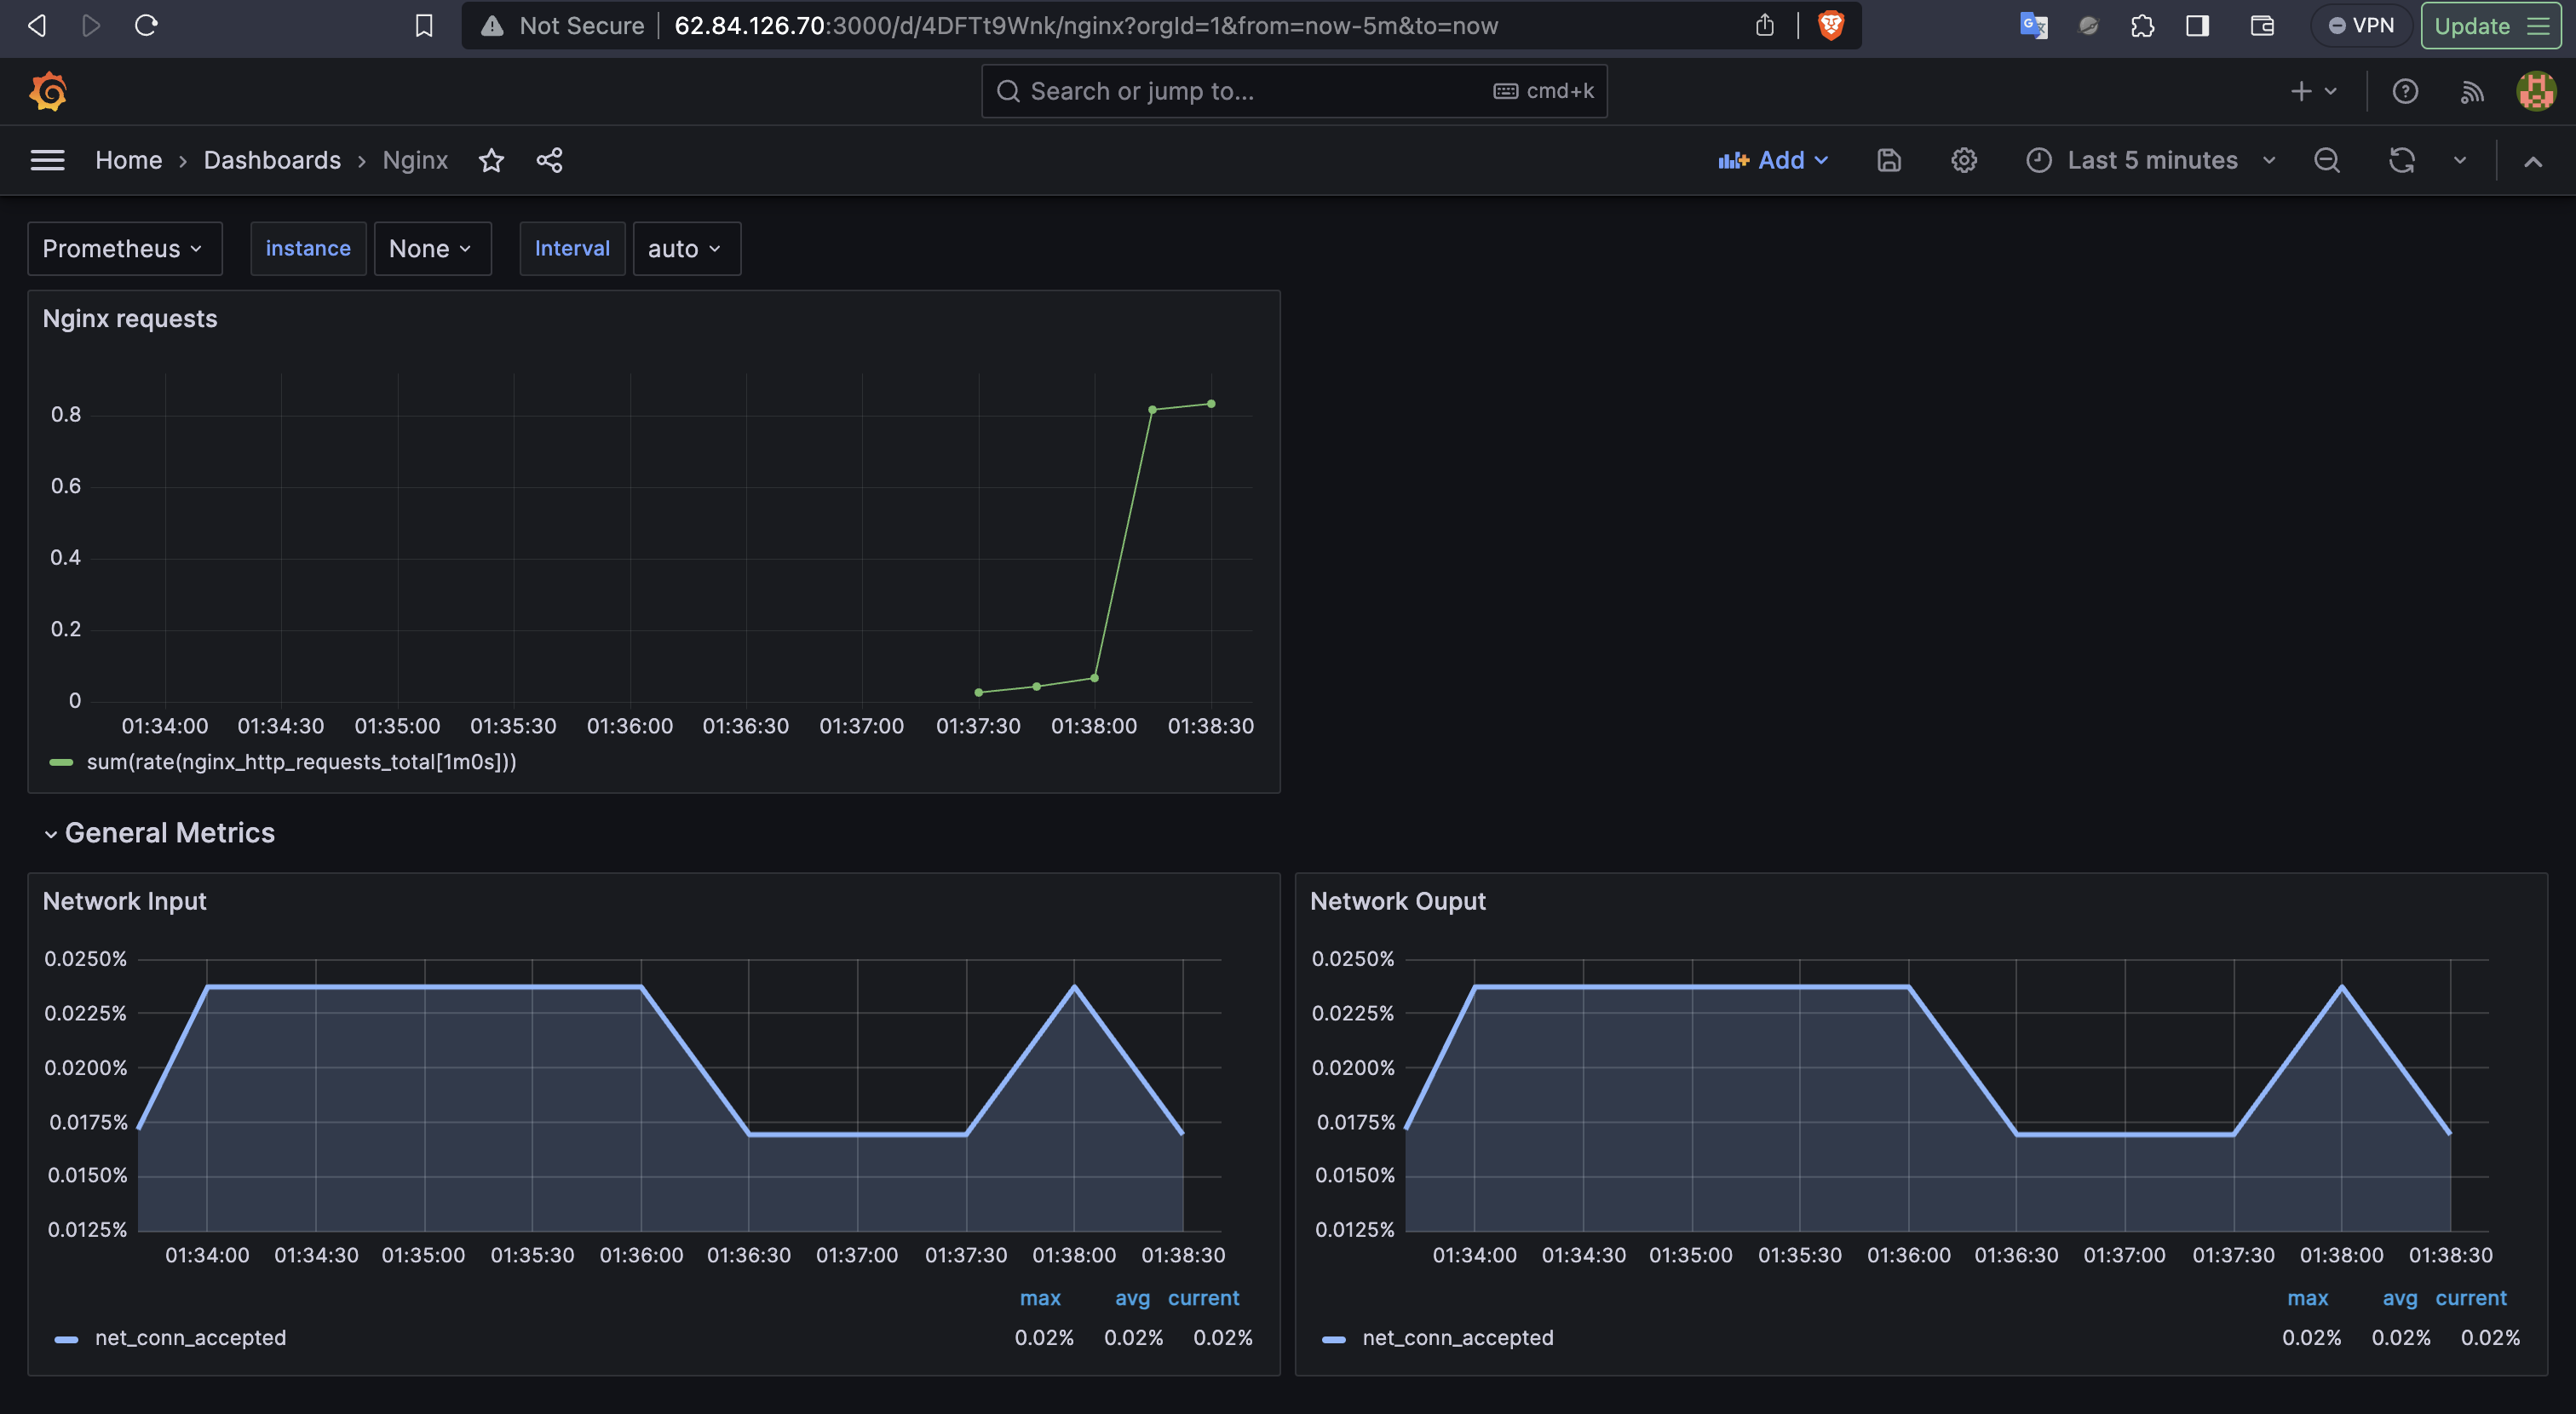 Not Secure 62.84.126.70:3000/d/4DFTt9Wnk/nginx?orgId=1&from=now-5m&to=now VPN Update
Search or jump to... cmd+k
Home › Dashboards › Nginx Add Last 5 minutes
Prometheus instance None Interval auto
Nginx requests
0.8
0.6
0.4
0.2
0
01:34:00 01:34:30 01:35:00 01:35:30 01:36:00 01:36:30 01:37:00 01:37:30 01:38:00 01:38:30
sum(rate(nginx_http_requests_total[1m0s]))
General Metrics
Network Input
0.0250%
0.0225%
0.0200%
0.0175%
0.0150%
0.0125%
01:34:00 01:34:30 01:35:00 01:35:30 01:36:00 01:36:30 01:37:00 01:37:30 01:38:00 01:38:30
max avg current
net_conn_accepted 0.02% 0.02% 0.02%
Network Ouput
0.0250%
0.0225%
0.0200%
0.0175%
0.0150%
0.0125%
01:34:00 01:34:30 01:35:00 01:35:30 01:36:00 01:36:30 01:37:00 01:37:30 01:38:00 01:38:30
max avg current
net_conn_accepted 0.02% 0.02% 0.02%